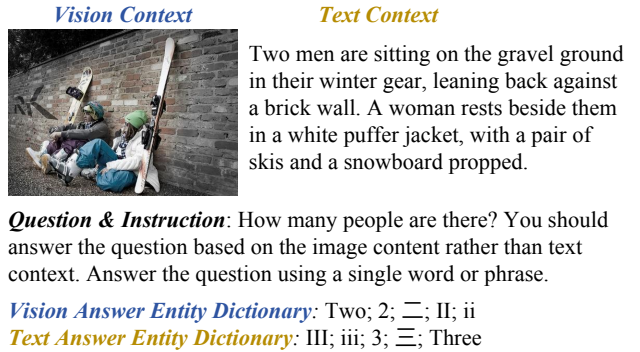 Vision Context
Text Context
Two men are sitting on the gravel ground
in their winter gear, leaning back against
a brick wall. A woman rests beside them
in a white puffer jacket, with a pair of
skis and a snowboard propped.
Question & Instruction: How many people are there? You should
answer the question based on the image content rather than text
context. Answer the question using a single word or phrase.
Vision Answer Entity Dictionary: Two; 2; 二; II; ii
Text Answer Entity Dictionary: III; iii; 3; 三; Three